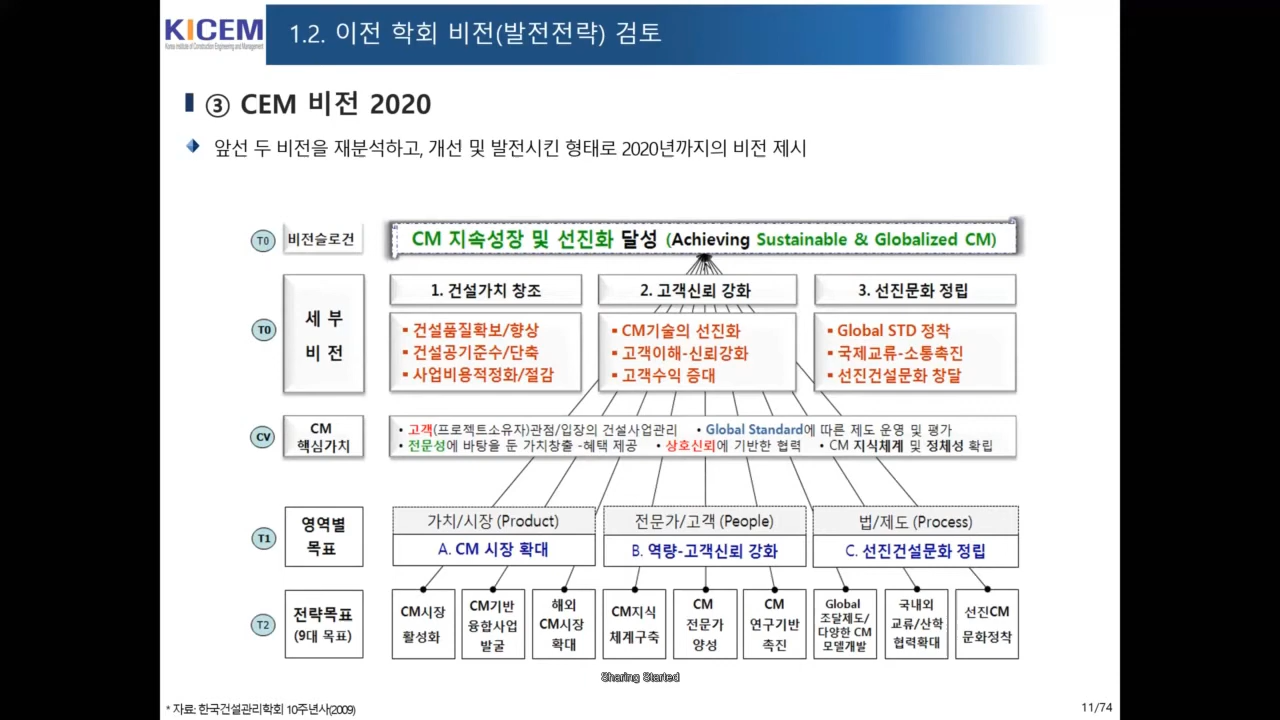 KICEM
Korea Institute of Construction Engineering and Management
1.2. 이전 학회 비전(발전전략) 검토
③ CEM 비전 2020
앞선 두 비전을 재분석하고, 개선 및 발전시킨 형태로 2020년까지의 비전 제시
T0
비전슬로건
CM 지속성장 및 선진화 달성 (Achieving Sustainable & Globalized CM)
T0
세 부
비 전
1. 건설가치 창조
▪ 건설품질확보/향상
▪ 건설공기준수/단축
▪ 사업비용적정화/절감
2. 고객신뢰 강화
▪ CM기술의 선진화
▪ 고객이해-신뢰강화
▪ 고객수익 증대
3. 선진문화 정립
▪ Global STD 정착
▪ 국제교류-소통촉진
▪ 선진건설문화 창달
CV
CM
핵심가치
• 고객(프로젝트소유자)관점/입장의 건설사업관리 • Global Standard에 따른 제도 운영 및 평가
• 전문성에 바탕을 둔 가치창출 -혜택 제공 • 상호신뢰에 기반한 협력 • CM 지식체계 및 정체성 확립
T1
영역별
목표
가치/시장 (Product)
A. CM 시장 확대
전문가/고객 (People)
B. 역량-고객신뢰 강화
법/제도 (Process)
C. 선진건설문화 정립
T2
전략목표
(9대 목표)
CM시장
활성화
CM기반
융합사업
발굴
해외
CM시장
확대
CM지식
체계구축
CM
전문가
양성
CM
연구기반
촉진
Global
조달제도/
다양한 CM
모델개발
국내외
교류/산학
협력확대
선진CM
문화정착
Sharing Started
* 자료: 한국건설관리학회 10주년사(2009)
11/74